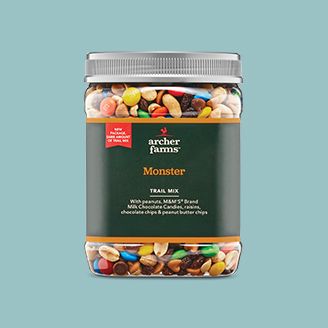 NEW
PACKAGE,
SAME AMOUNT
OF TRAIL MIX
archer
farms™
Monster
TRAIL MIX
With peanuts, M&M'S® Brand
Milk Chocolate Candies, raisins,
chocolate chips & peanut butter chips